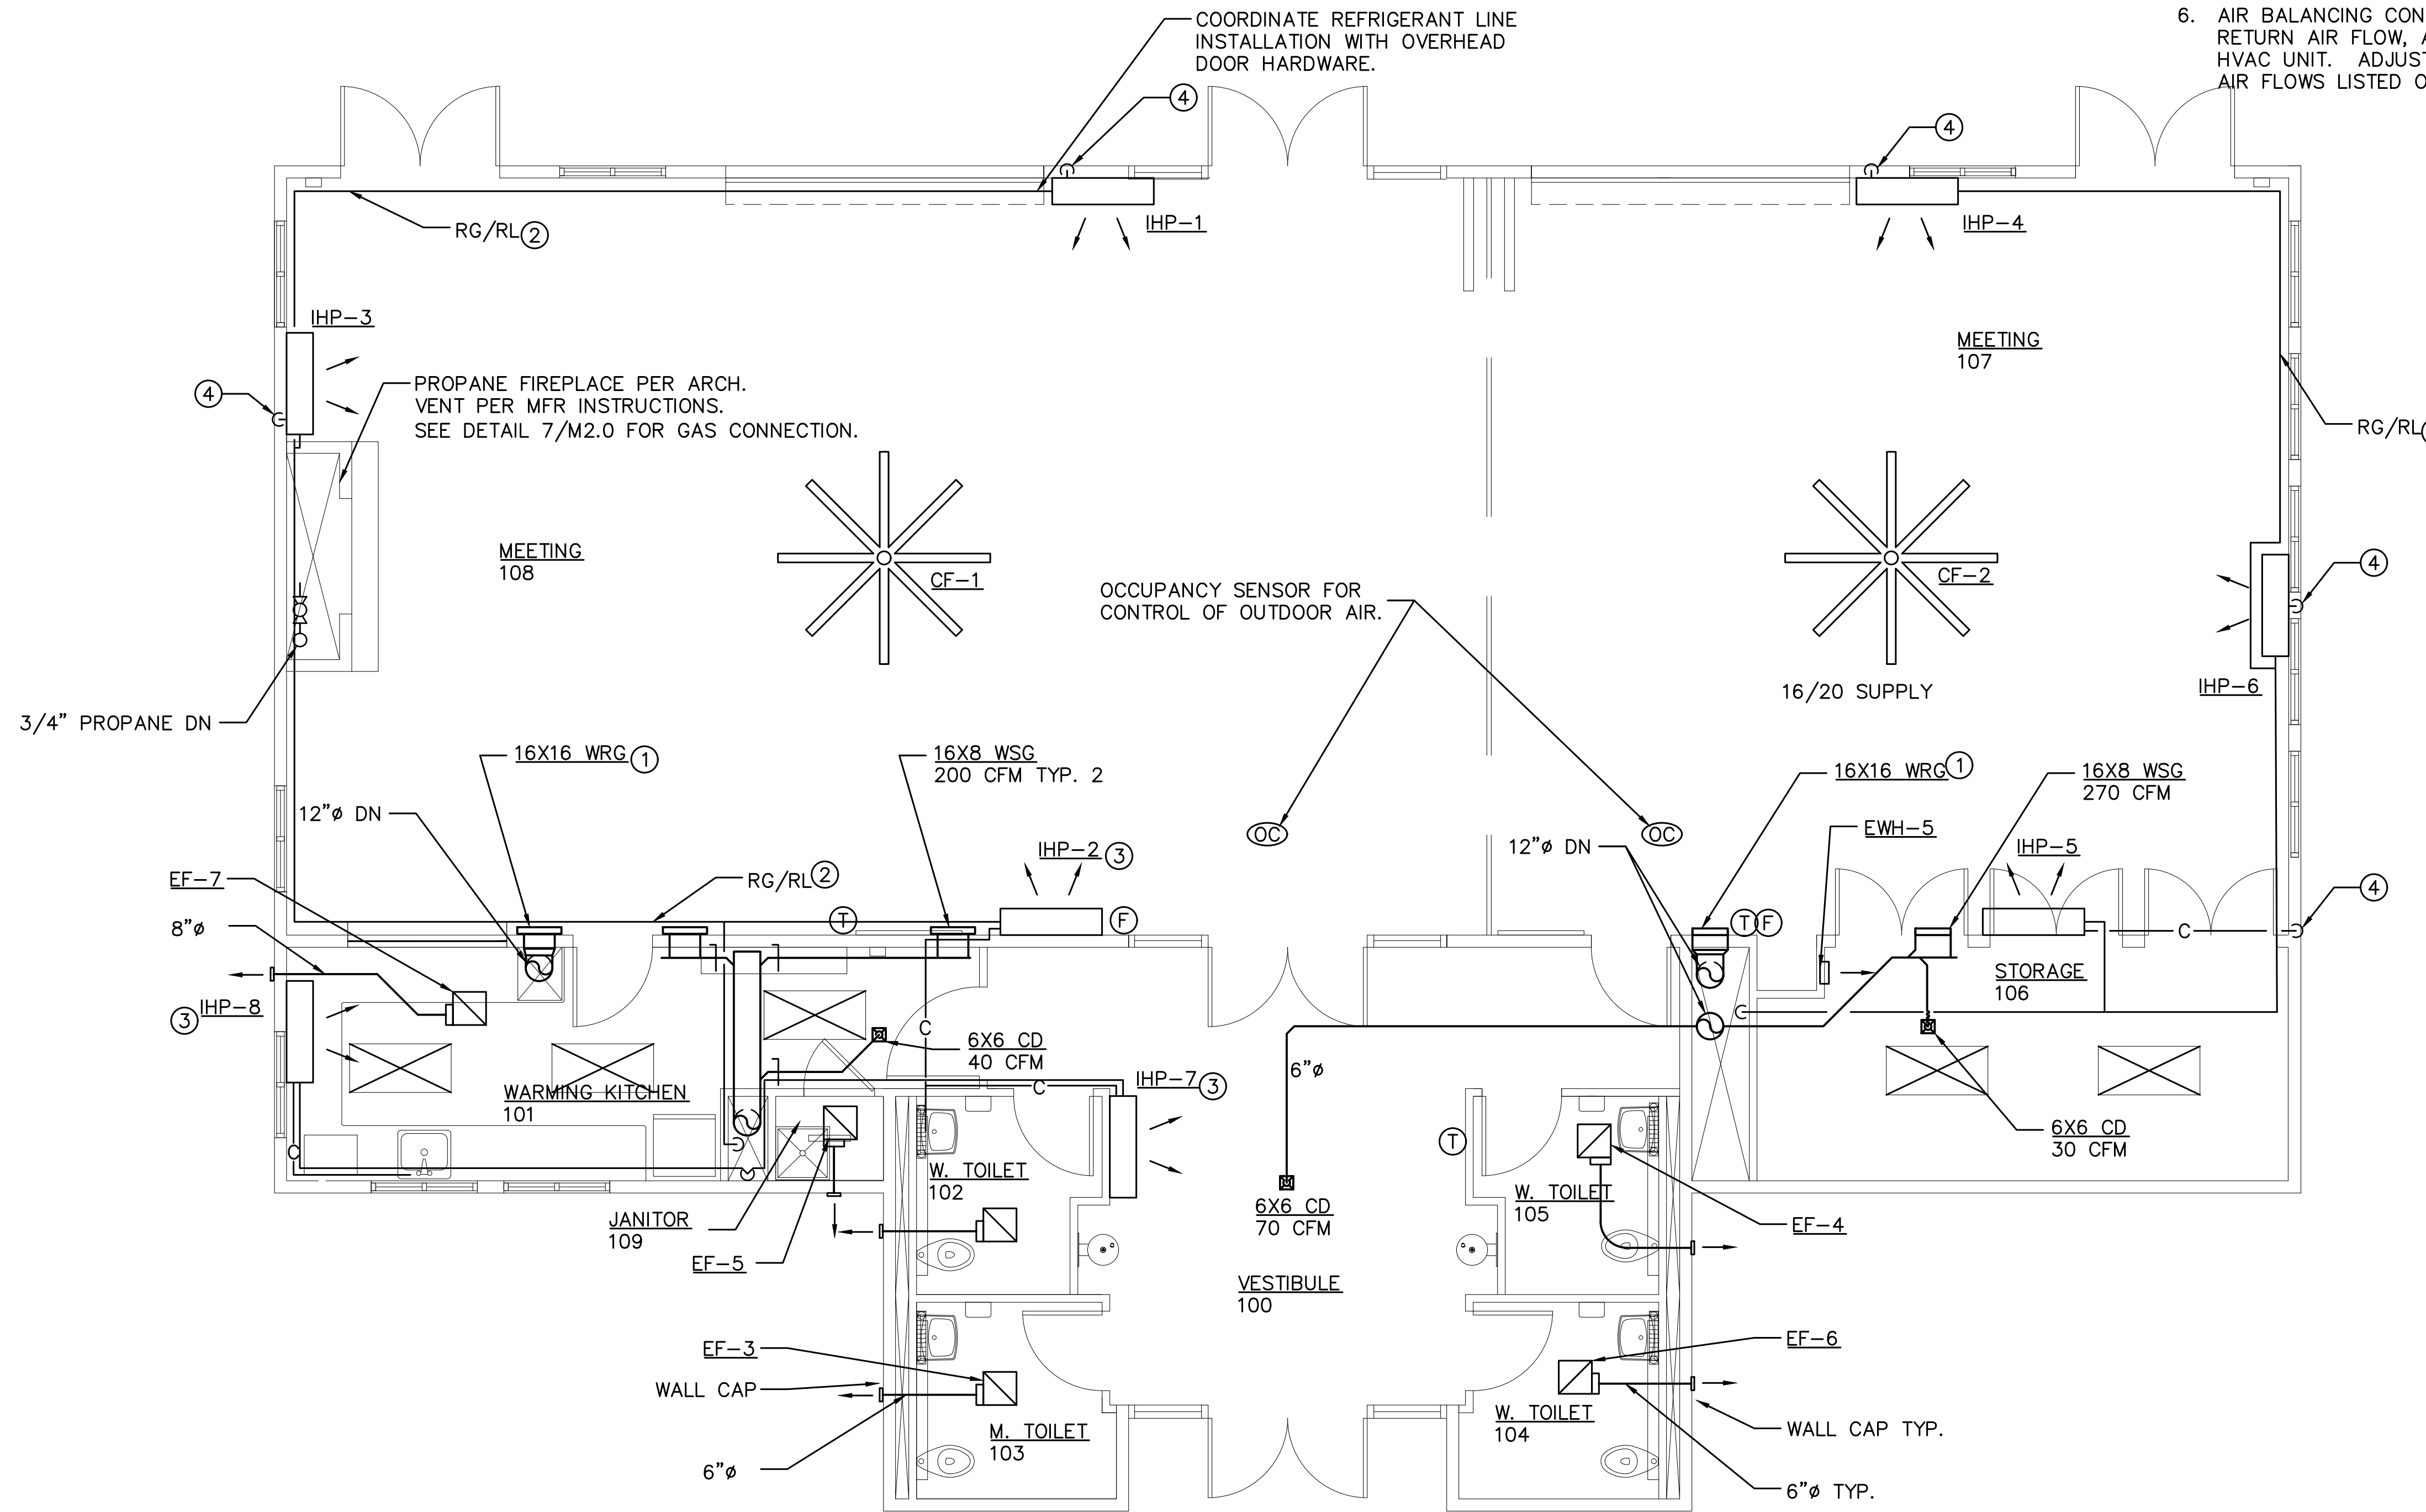 COORDINATE REFRIGERANT LINE
INSTALLATION WITH OVERHEAD
DOOR HARDWARE.
6. AIR BALANCING CON
RETURN AIR FLOW, A
HVAC UNIT. ADJUST
AIR FLOWS LISTED O
4
4
RG/RL 2
IHP-1
IHP-4
IHP-3
MEETING
107
4
PROPANE FIREPLACE PER ARCH.
VENT PER MFR INSTRUCTIONS.
SEE DETAIL 7/M2.0 FOR GAS CONNECTION.
RG/RL
MEETING
108
CF-1
OCCUPANCY SENSOR FOR
CONTROL OF OUTDOOR AIR.
CF-2
4
16/20 SUPPLY
IHP-6
3/4" PROPANE DN
16X16 WRG 1
16X8 WSG
200 CFM TYP. 2
16X16 WRG 1
16X8 WSG
270 CFM
12"ø DN
OC
OC
EWH-5
12"ø DN
IHP-2 3
IHP-5
EF-7
RG/RL 2
4
8"ø
T
F
T F
C
STORAGE
106
3 IHP-8
C
6X6 CD
40 CFM
C
6"ø
WARMING KITCHEN
101
C
IHP-7 3
T
6X6 CD
30 CFM
C
W. TOILET
102
W. TOILET
105
6X6 CD
70 CFM
JANITOR
109
EF-4
EF-5
VESTIBULE
100
EF-3
EF-6
WALL CAP
M. TOILET
103
W. TOILET
104
WALL CAP TYP.
6"ø
6"ø TYP.